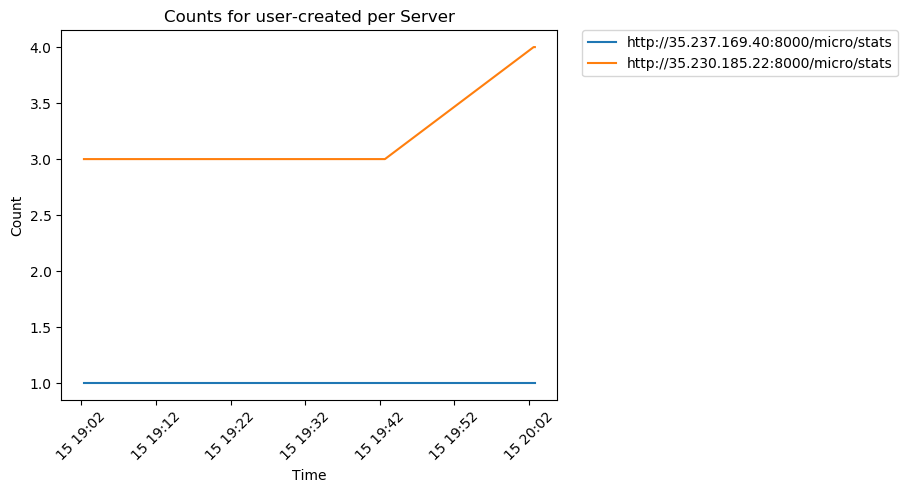 Counts for user-created per Server
http://35.237.169.40:8000/micro/stats
http://35.230.185.22:8000/micro/stats
Count
4.0
3.5
3.0
2.5
2.0
1.5
1.0
15 19:02
15 19:12
15 19:22
15 19:32
15 19:42
15 19:52
15 20:02
Time